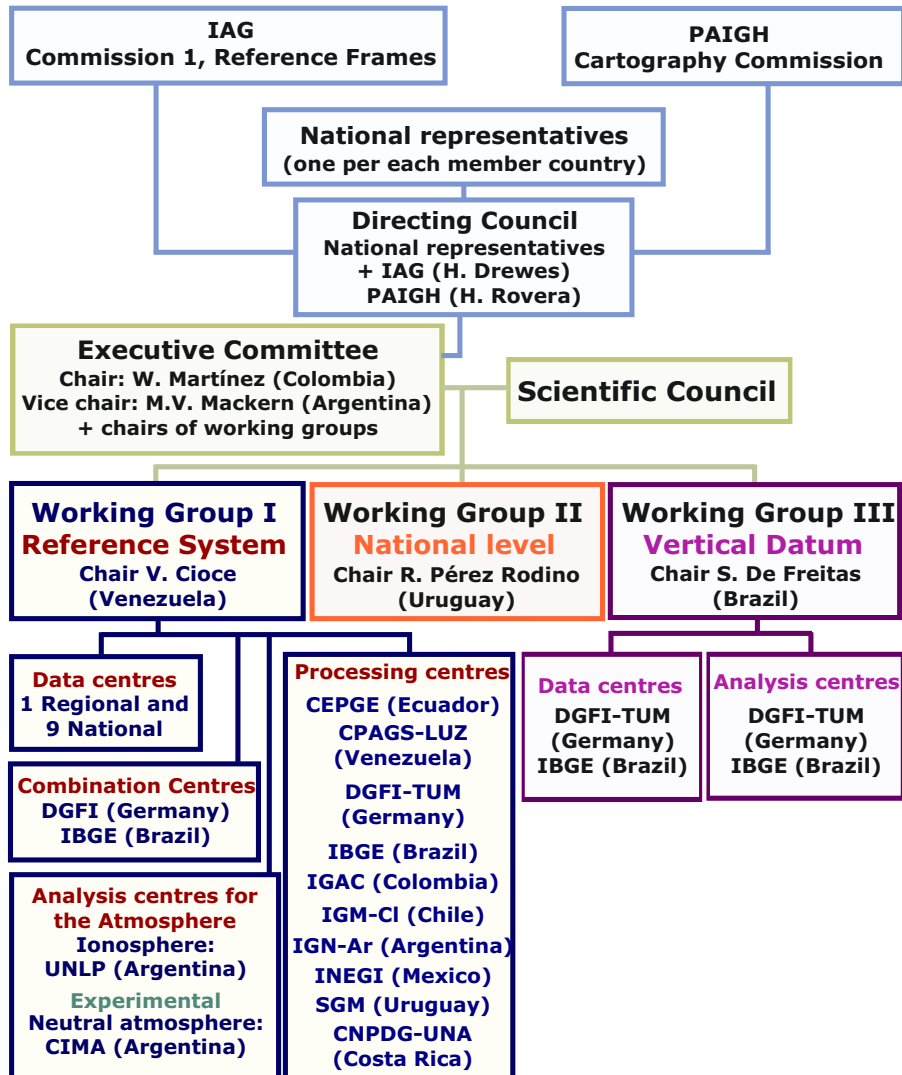 IAG
Commission 1, Reference Frames
PAIGH
Cartography Commission
National representatives
(one per each member country)
Directing Council
National representatives
+ IAG (H. Drewes)
PAIGH (H. Rovera)
Executive Committee
Chair: W. Martínez (Colombia)
Vice chair: M.V. Mackern (Argentina)
+ chairs of working groups
Scientific Council
Working Group I
Reference System
Chair V. Cioce
(Venezuela)
Working Group II
National level
Chair R. Pérez Rodino
(Uruguay)
Working Group III
Vertical Datum
Chair S. De Freitas
(Brazil)
Data centres
1 Regional and
9 National
Combination Centres
DGFI (Germany)
IBGE (Brazil)
Analysis centres for
the Atmosphere
Ionosphere:
UNLP (Argentina)
Experimental
Neutral atmosphere:
CIMA (Argentina)
Processing centres
CEPGE (Ecuador)
CPAGS-LUZ
(Venezuela)
DGFI-TUM
(Germany)
IBGE (Brazil)
IGAC (Colombia)
IGM-Cl (Chile)
IGN-Ar (Argentina)
INEGI (Mexico)
SGM (Uruguay)
CNPDG-UNA
(Costa Rica)
Data centres
DGFI-TUM
(Germany)
IBGE (Brazil)
Analysis centres
DGFI-TUM
(Germany)
IBGE (Brazil)